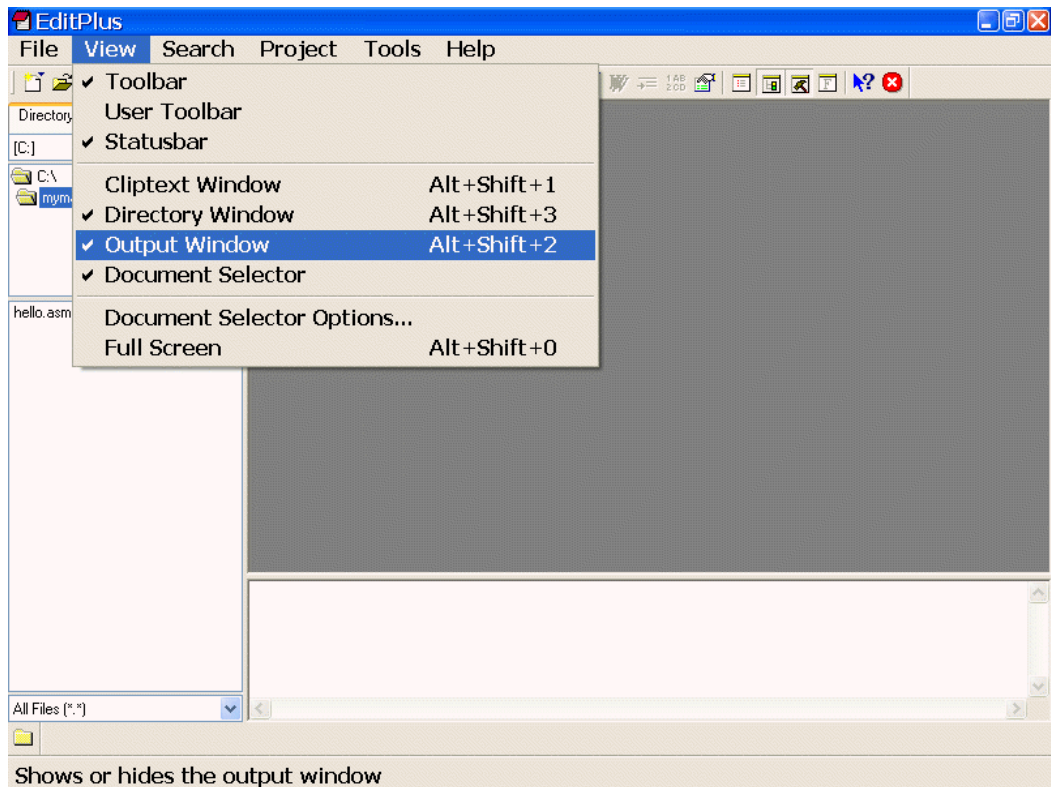 EditPlus
File View Search Project Tools Help
Toolbar
User Toolbar
Statusbar
Cliptext Window Alt+Shift+1
Directory Window Alt+Shift+3
Output Window Alt+Shift+2
Document Selector
Document Selector Options...
Full Screen Alt+Shift+0
Directory
[C:]
C:\
hello.asm
All Files (*.*)
Shows or hides the output window